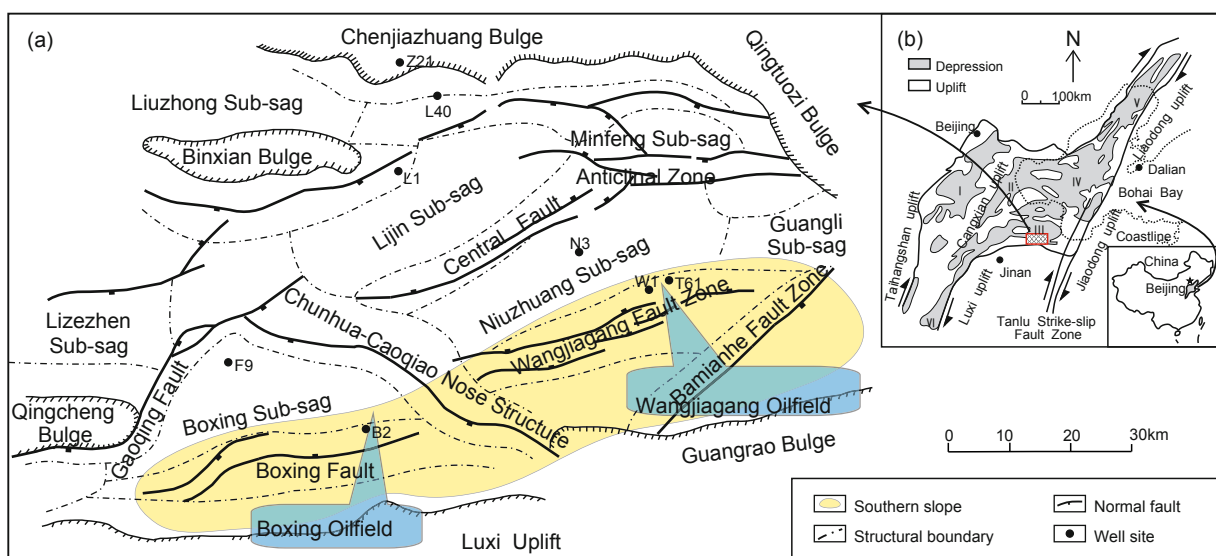 (a)
Chenjiazhuang Bulge
Z21
Liuzhong Sub-sag
L40
Qingtuozi Bulge
Binxian Bulge
Minfeng Sub-sag
L1
Anticlinal Zone
Lijin Sub-sag
Central Fault
N3
Guangli
Sub-sag
Niuzhuang Sub-sag
W1
T61
Chunhua-Caoqiao
Nose Structure
Wangjiagang Fault Zone
Bamianhe Fault Zone
Lizezhen
Sub-sag
F9
Gaoqing Fault
Qingcheng
Bulge
Boxing Sub-sag
B2
Wangjiagang Oilfield
Boxing Fault
Guangrao Bulge
Boxing Oilfield
Luxi Uplift
(b)
N
Depression
Uplift
0 100km
Beijing
V
Jiaodong uplift
Dalian
I
II
IV
Bohai Bay
Taihangshan uplift
Cangxian uplift
III
Coastline
Jinan
Luxi uplift
Jiaodong uplift
VI
Tanlu Strike-slip
Fault Zone
China
Beijing
0 10 20 30km
Southern slope
Normal fault
Structural boundary
Well site